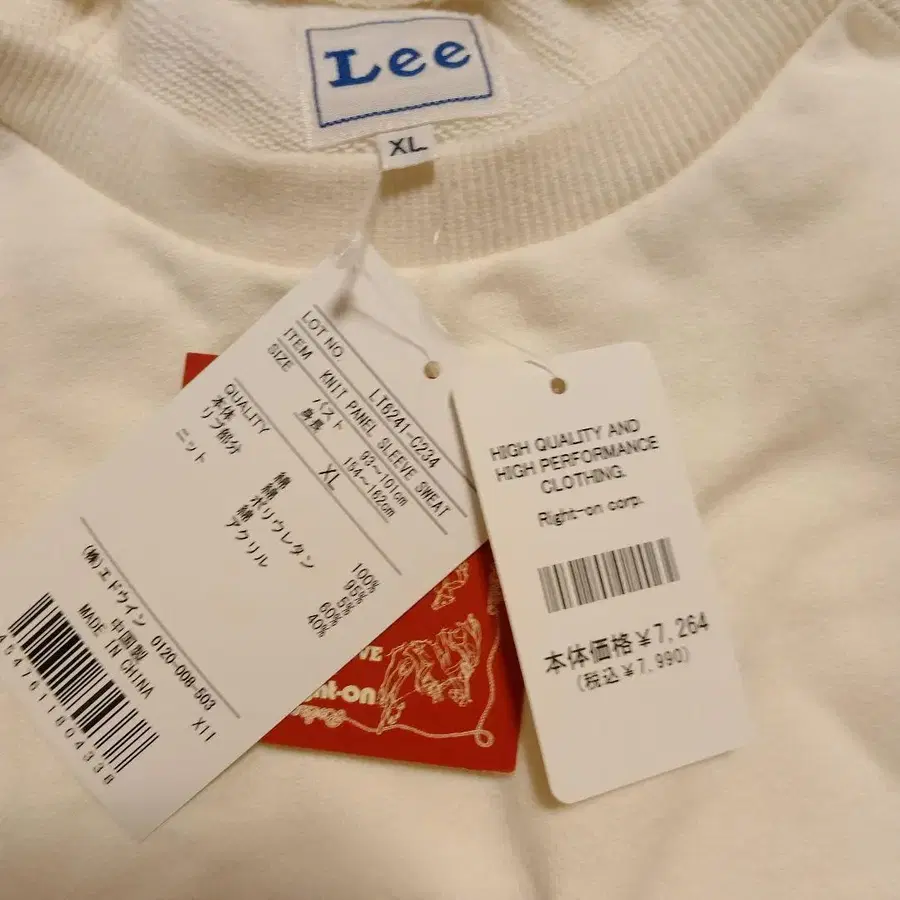 Lee
XL
LOT NO. LT6241-C234
ITEM KNIT PANEL SLEEVE SWEAT
SIZE バスト 93~101cm
身長 154~162cm
XL
QUALITY
本体 綿 100%
リブ部分 綿 95%
ポリウレタン 5%
ニット 綿 60%
アクリル 40%
(株)エドウイン 0120-008-503
中国製
MADE IN CHINA
X11
HIGH QUALITY AND
HIGH PERFORMANCE
CLOTHING.
Right-on corp.
本体価格¥7,264
(税込¥7,990)